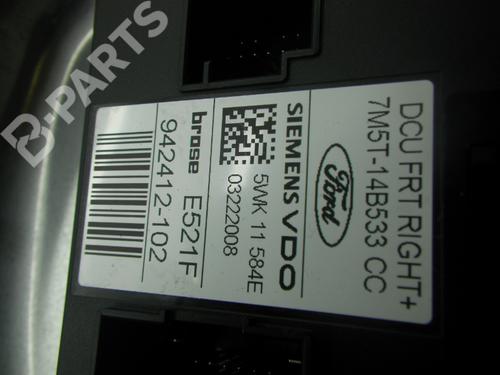 DCU FRT RIGHT+
7M5T-14B533 CC
Ford
SIEMENS VDO
5WK 11 584E
03222008
brose E521F
942412-102
B-PARTS